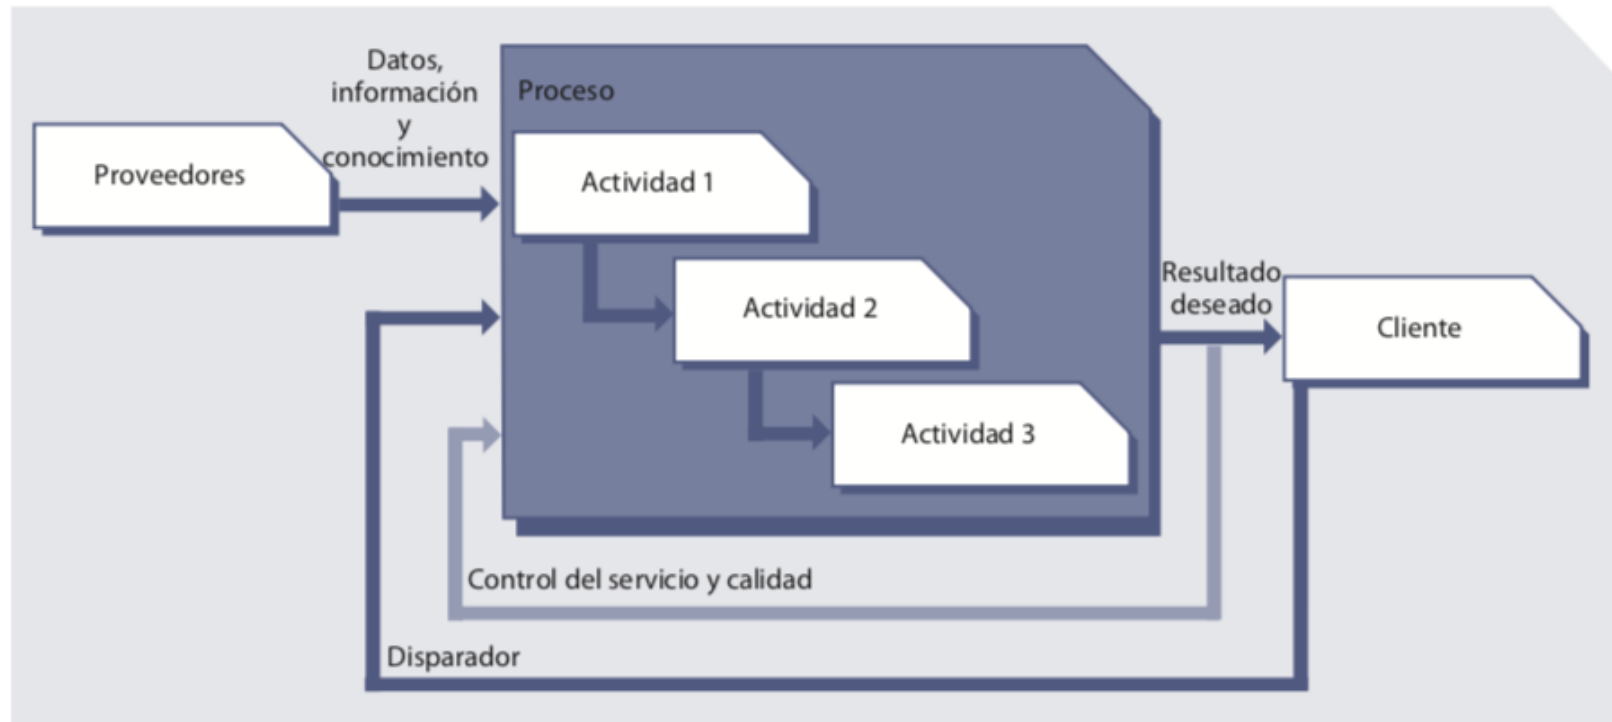 Datos,
información
y
conocimiento
Proveedores
Proceso
Actividad 1
Actividad 2
Actividad 3
Resultado
deseado
Cliente
Control del servicio y calidad
Disparador